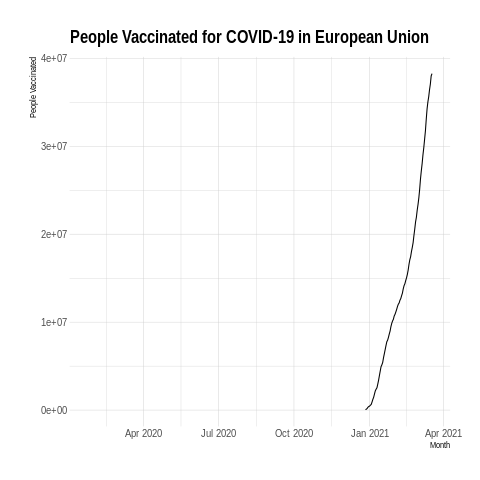 People Vaccinated for COVID-19 in European Union
People Vaccinated
4e+07
3e+07
2e+07
1e+07
0e+00
Apr 2020 Jul 2020 Oct 2020 Jan 2021 Apr 2021
Month